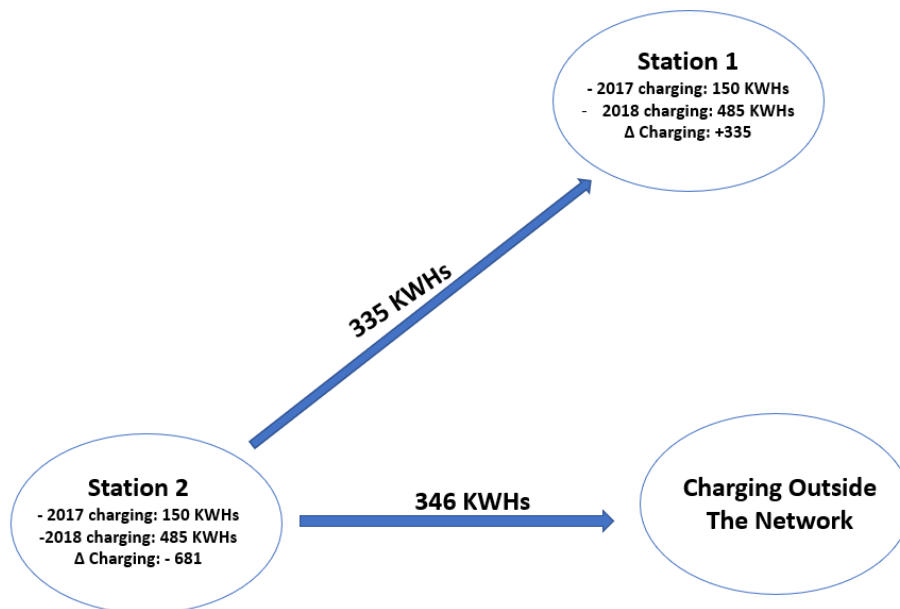 Station 1
- 2017 charging: 150 KWHs
- 2018 charging: 485 KWHs
Δ Charging: +335
335 KWHs
Station 2
- 2017 charging: 150 KWHs
-2018 charging: 485 KWHs
Δ Charging: - 681
346 KWHs
Charging Outside
The Network